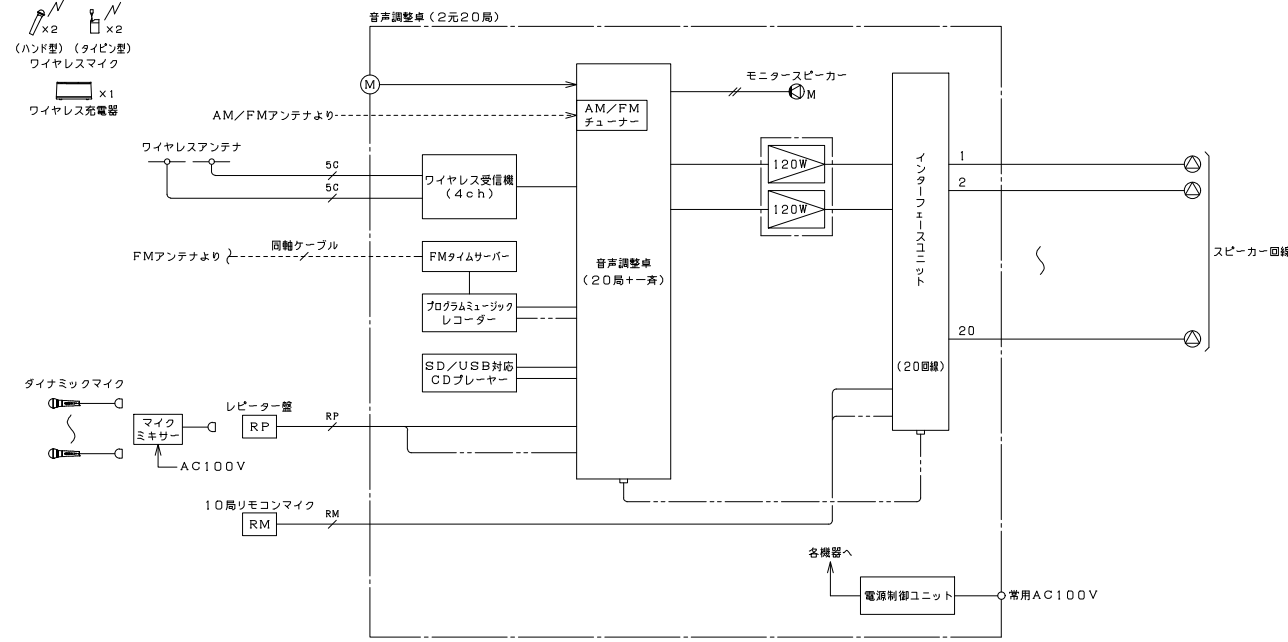 音声調整卓（２元２０局）
×２
×２
（ハンド型）（タイピン型）
ワイヤレスマイク
×１
ワイヤレス充電器
M
モニタースピーカー
M
AM／FMアンテナより
AM／FM
チューナー
ワイヤレスアンテナ
5C
5C
ワイヤレス受信機
（４ch）
120W
120W
インターフェースユニット
（20回線）
1
2
20
スピーカー回線
FMアンテナより
同軸ケーブル
FMタイムサーバー
音声調整卓
（２０局＋一斉）
プログラムミュージック
レコーダー
SD／USB対応
CDプレーヤー
ダイナミックマイク
マイク
ミキサー
AC１００V
レピーター盤
RP
RP
１０局リモコンマイク
RM
RM
各機器へ
電源制御ユニット
常用AC１００V